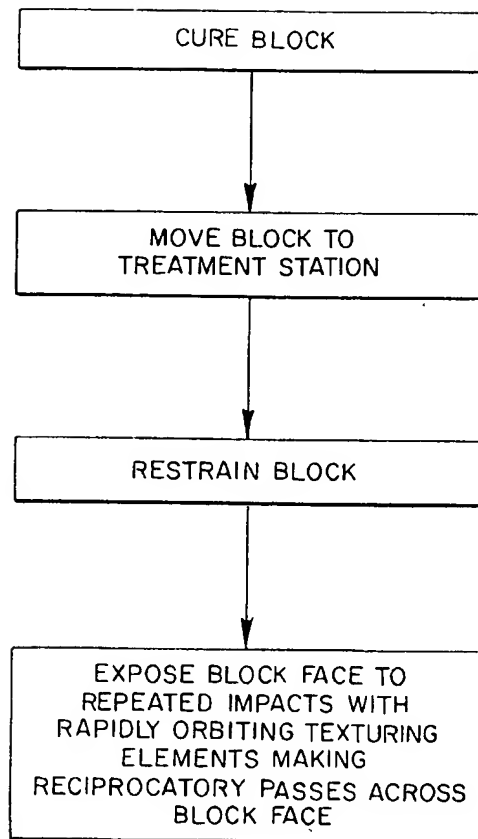 CURE BLOCK
MOVE BLOCK TO
TREATMENT STATION
RESTRAIN BLOCK
EXPOSE BLOCK FACE TO
REPEATED IMPACTS WITH
RAPIDLY ORBITING TEXTURING
ELEMENTS MAKING
RECIPROCATORY PASSES ACROSS
BLOCK FACE